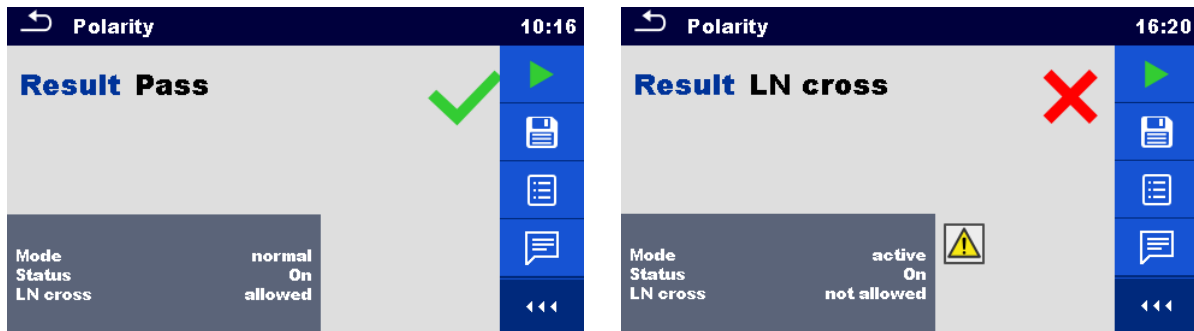 Polarity 10:16
Result Pass
Mode normal
Status On
LN cross allowed
Polarity 16:20
Result LN cross
Mode active
Status On
LN cross not allowed